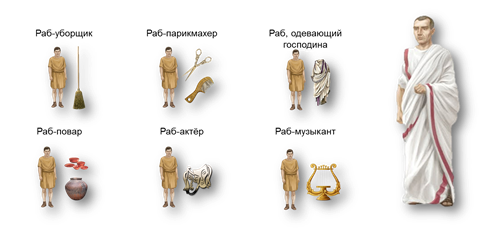 Раб-уборщик
Раб-парикмахер
Раб, одевающий
господина
Раб-повар
Раб-актёр
Раб-музыкант